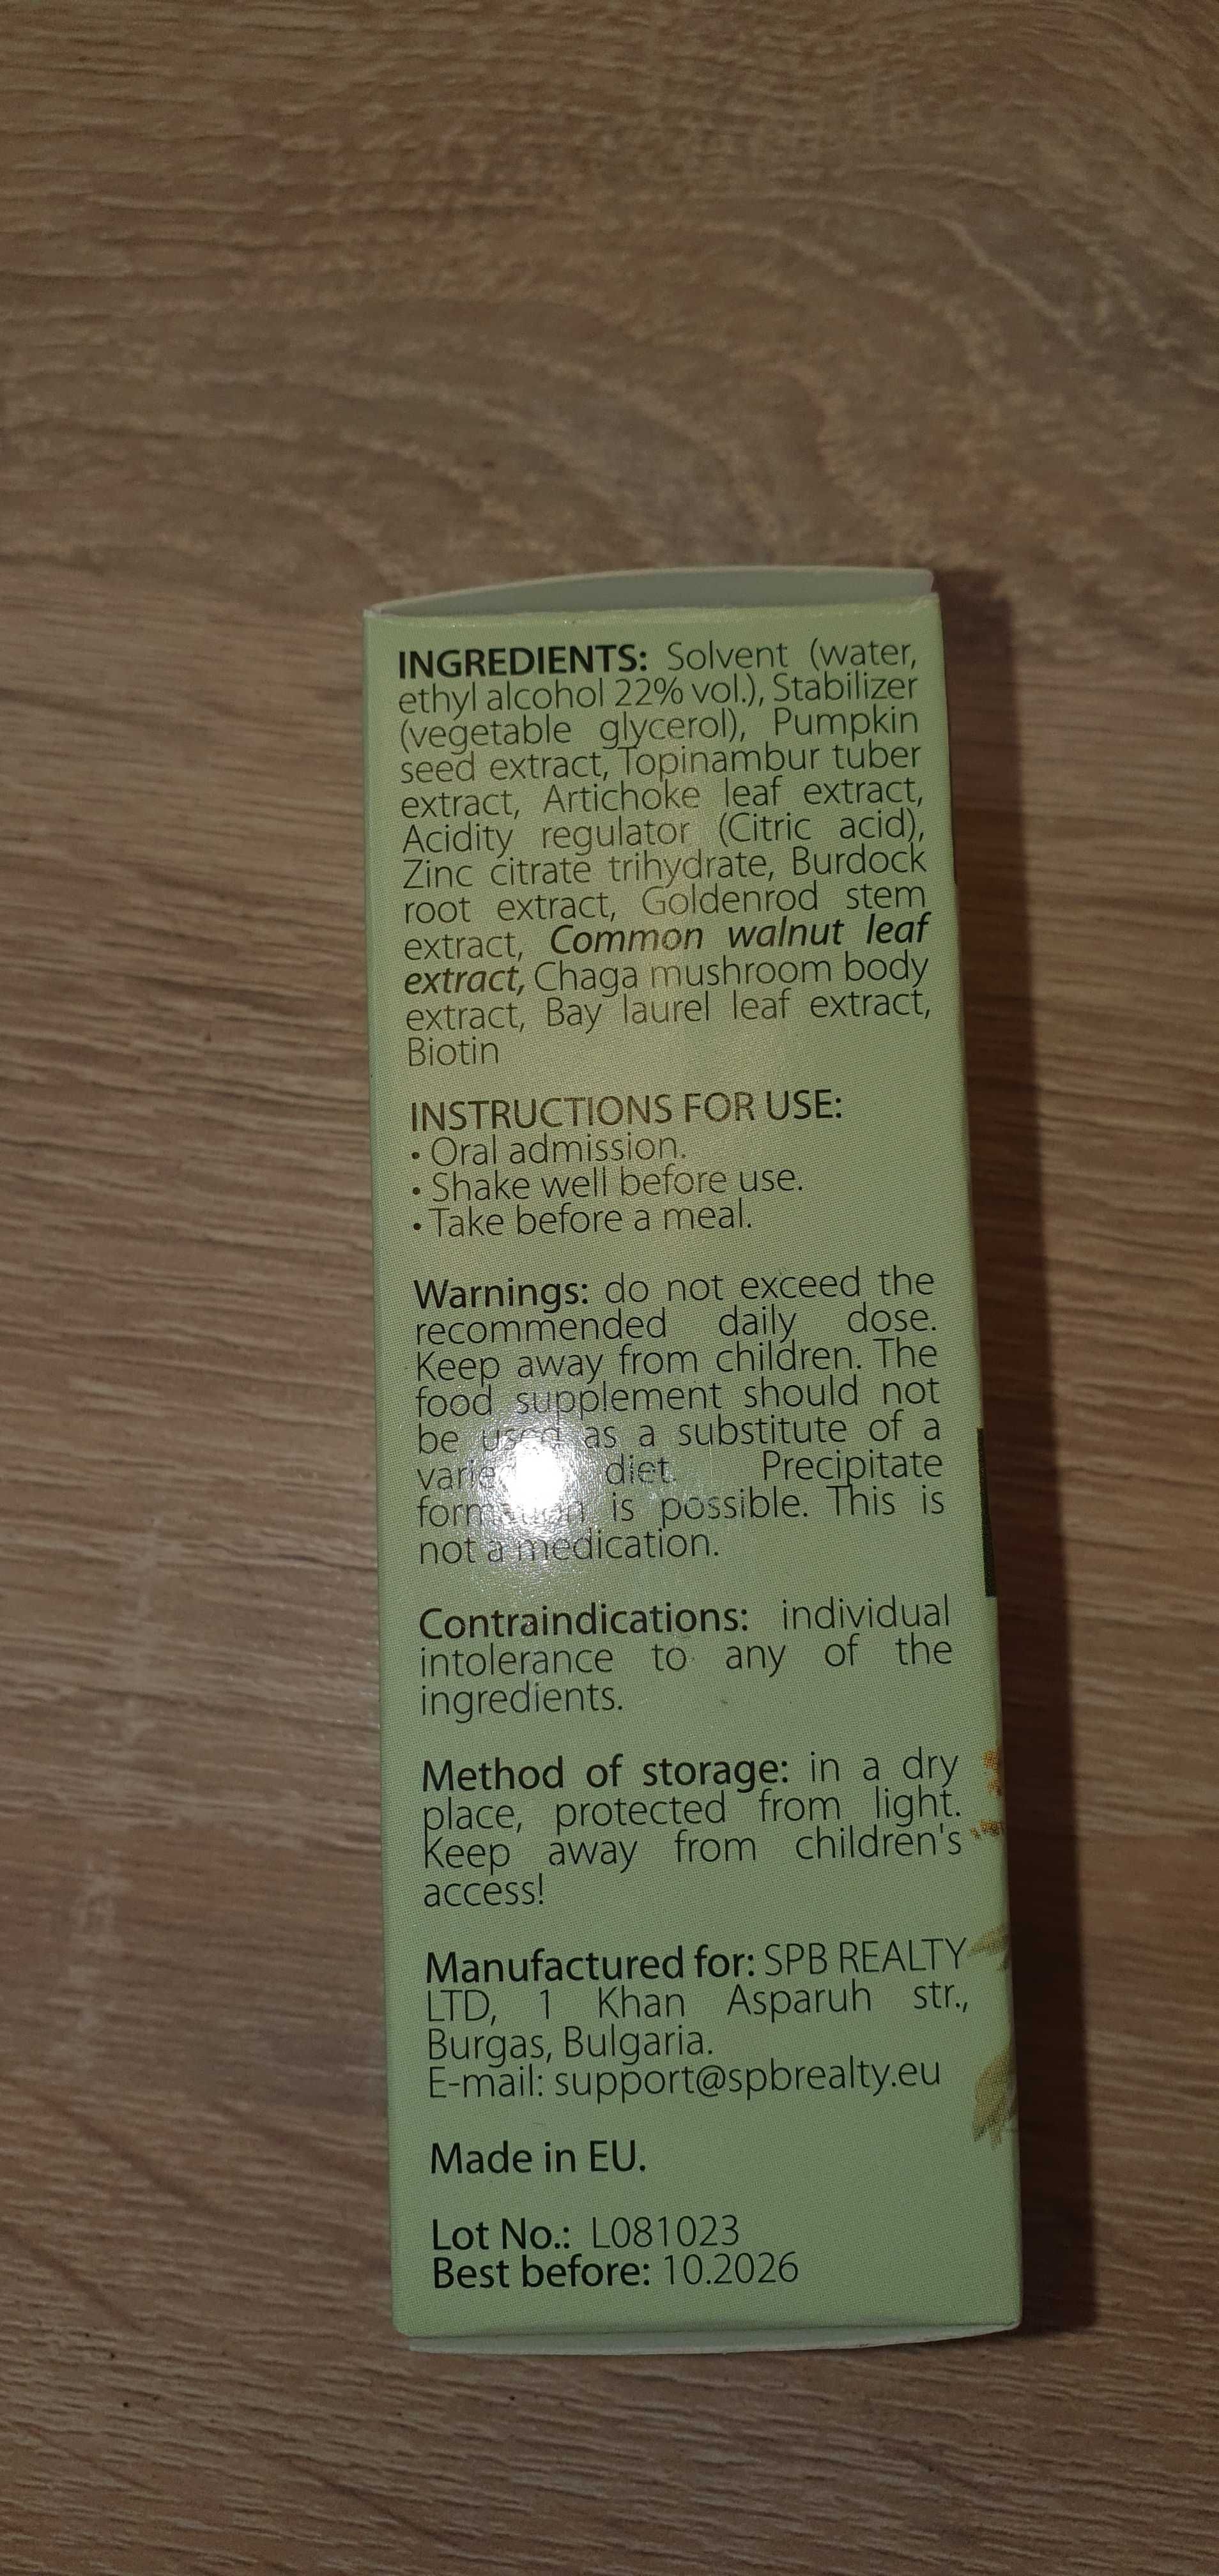 INGREDIENTS: Solvent (water,
ethyl alcohol 22% vol.), Stabilizer
(vegetable glycerol), Pumpkin
seed extract, Topinambur tuber
extract, Artichoke leaf extract,
Acidity regulator (Citric acid),
Zinc citrate trihydrate, Burdock
root extract, Goldenrod stem
extract, Common walnut leaf
extract, Chaga mushroom body
extract, Bay laurel leaf extract,
Biotin
INSTRUCTIONS FOR USE:
• Oral admission.
• Shake well before use.
• Take before a meal.
Warnings: do not exceed the
recommended daily dose.
Keep away from children. The
food supplement should not
be used as a substitute of a
diet. Precipitate
is possible. This is
not a medication.
Contraindications: individual
intolerance to any of the
ingredients.
Method of storage: in a dry
place, protected from light.
Keep away from children's
access!
Manufactured for: SPB REALTY
LTD, 1 Khan Asparuh str.,
Burgas, Bulgaria.
E-mail: support@spbrealty.eu
Made in EU.
Lot No.: L081023
Best before: 10.2026